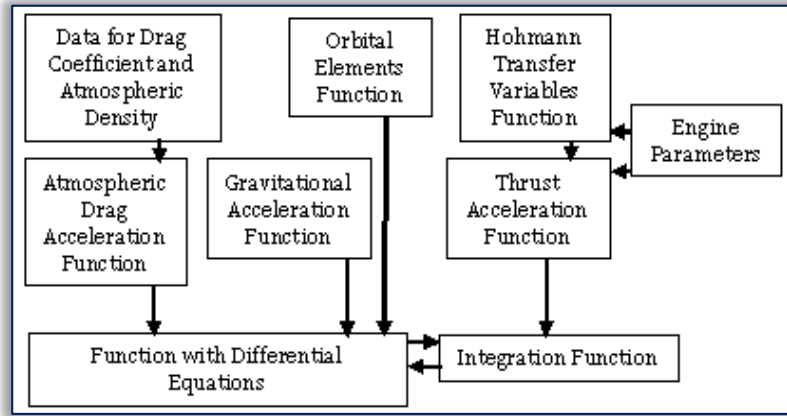 Data for Drag
Coefficient and
Atmospheric
Density
Orbital
Elements
Function
Hohmann
Transfer
Variables
Function
Engine
Parameters
Atmospheric
Drag
Acceleration
Function
Gravitational
Acceleration
Function
Thrust
Acceleration
Function
Function with Differential
Equations
Integration Function